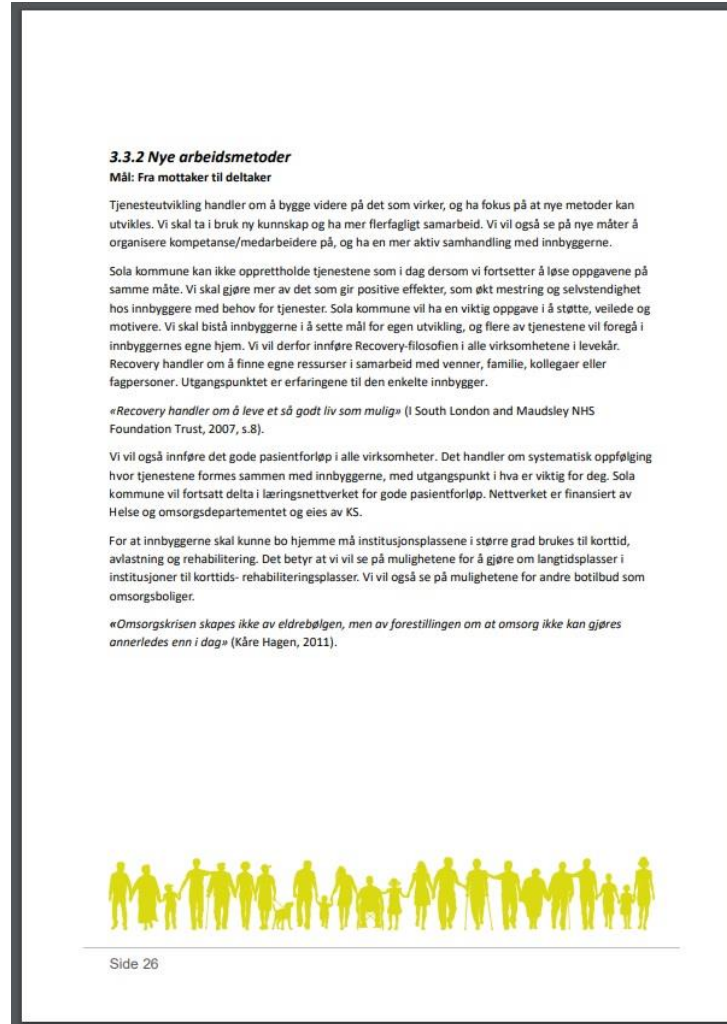 3.3.2 Nye arbeidsmetoder
Mål: Fra mottaker til deltaker
Tjenesteutvikling handler om å bygge videre på det som virker, og ha fokus på at nye metoder kan
utvikles. Vi skal ta i bruk ny kunnskap og ha mer flerfagligt samarbeid. Vi vil også se på nye måter å
organisere kompetanse/medarbeidere på, og ha en mer aktiv samhandling med innbyggerne.
Sola kommune kan ikke opprettholde tjenestene som i dag dersom vi fortsetter å løse oppgavene på
samme måte. Vi skal gjøre mer av det som gir positive effekter, som økt mestring og selvstendighet
hos innbyggere med behov for tjenester. Sola kommune vil ha en viktig oppgave i å støtte, veilede og
motivere. Vi skal bistå innbyggerne i å sette mål for egen utvikling, og flere av tjenestene vil foregå i
innbyggernes egne hjem. Vi vil derfor innføre Recovery-filosofien i alle virksomhetene i levekår.
Recovery handler om å finne egne ressurser i samarbeid med venner, familie, kollegaer eller
fagpersoner. Utgangspunktet er erfaringene til den enkelte innbygger.
«Recovery handler om å leve et så godt liv som mulig» (I South London and Maudsley NHS
Foundation Trust, 2007, s.8).
Vi vil også innføre det gode pasientforløp i alle virksomheter. Det handler om systematisk oppfølging
hvor tjenestene formes sammen med innbyggerne, med utgangspunkt i hva er viktig for deg. Sola
kommune vil fortsatt delta i læringsnettverket for gode pasientforløp. Nettverket er finansiert av
Helse og omsorgsdepartementet og eies av KS.
For at innbyggerne skal kunne bo hjemme må institusjonsplassene i større grad brukes til korttid,
avlastning og rehabilitering. Det betyr at vi vil se på mulighetene for å gjøre om langtidsplasser i
institusjoner til korttids- rehabiliteringsplasser. Vi vil også se på mulighetene for andre botilbud som
omsorgsboliger.
«Omsorgskrisen skapes ikke av eldrebølgen, men av forestillingen om at omsorg ikke kan gjøres
annerledes enn i dag» (Kåre Hagen, 2011).
Side 26